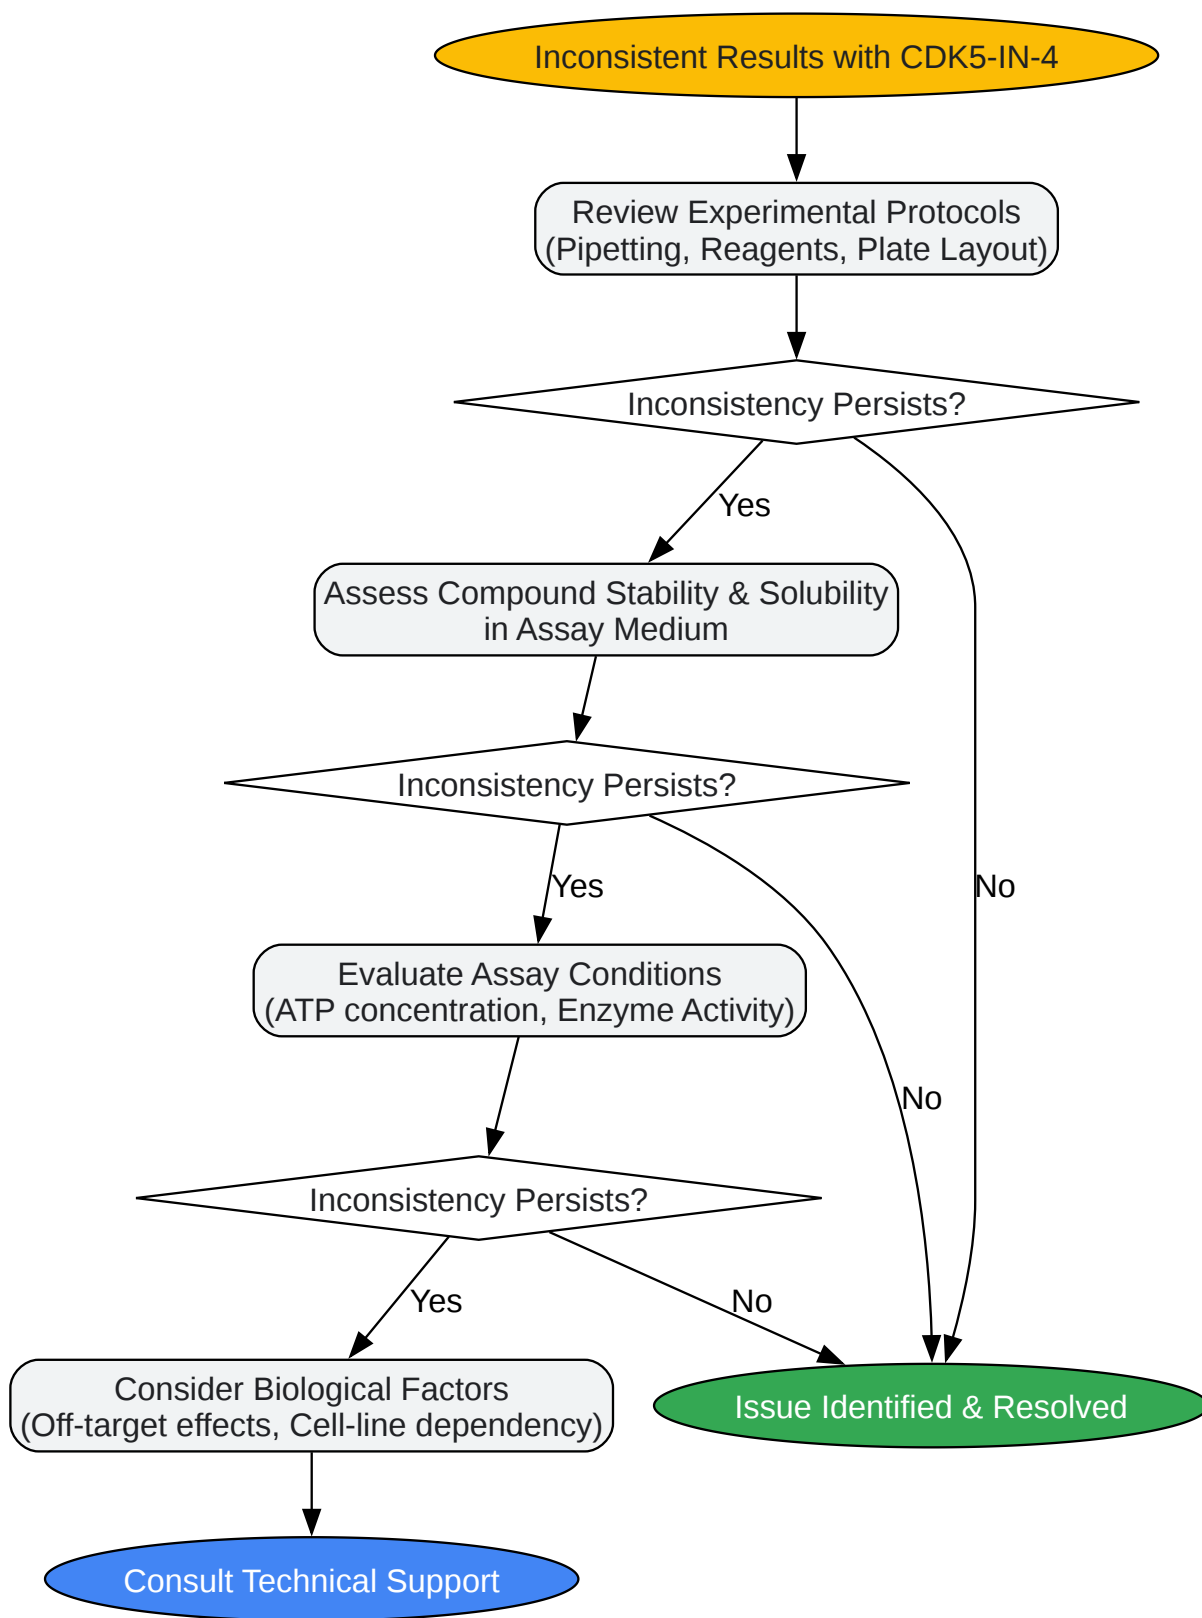 Inconsistent Results with CDK5-IN-4
Review Experimental Protocols
(Pipetting, Reagents, Plate Layout)
Inconsistency Persists?
Yes
Assess Compound Stability & Solubility
in Assay Medium
Inconsistency Persists?
Yes
No
Evaluate Assay Conditions
(ATP concentration, Enzyme Activity)
No
Inconsistency Persists?
Yes
No
Consider Biological Factors
(Off-target effects, Cell-line dependency)
Issue Identified & Resolved
Consult Technical Support